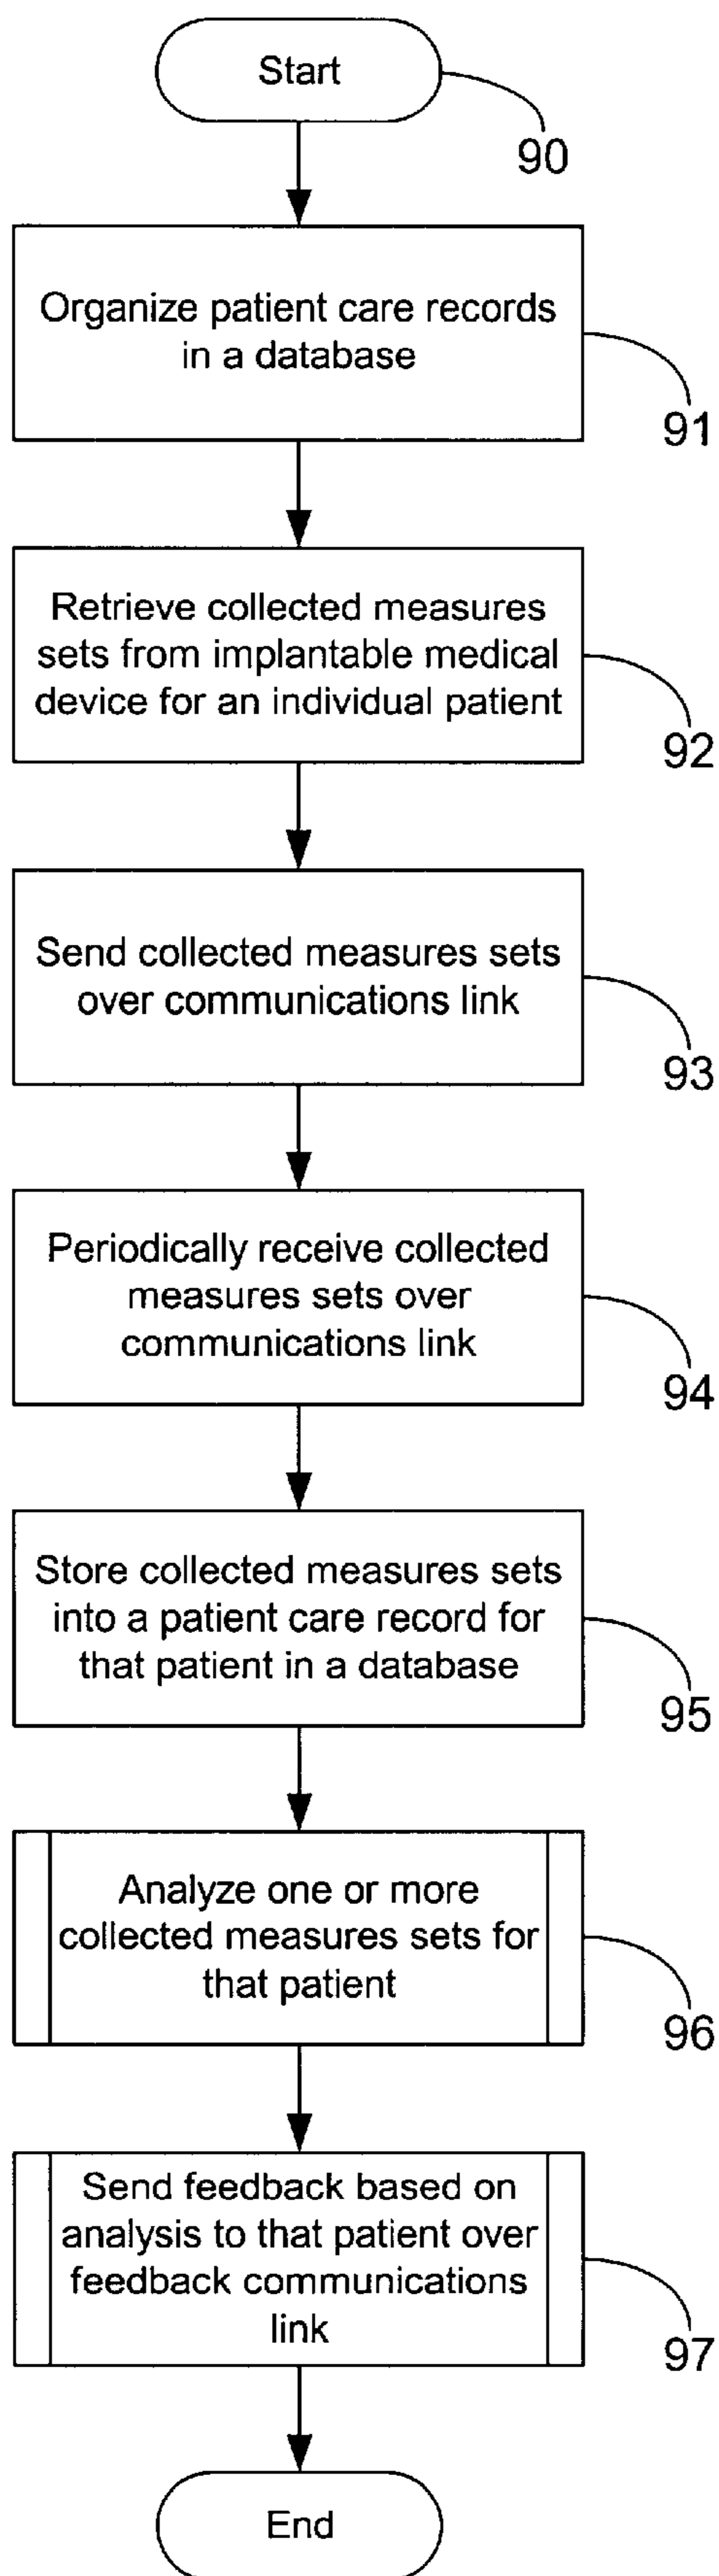 Start
90
Organize patient care records
in a database
91
Retrieve collected measures
sets from implantable medical
device for an individual patient
92
Send collected measures sets
over communications link
93
Periodically receive collected
measures sets over
communications link
94
Store collected measures sets
into a patient care record for
that patient in a database
95
Analyze one or more
collected measures sets for
that patient
96
Send feedback based on
analysis to that patient over
feedback communications
link
97
End